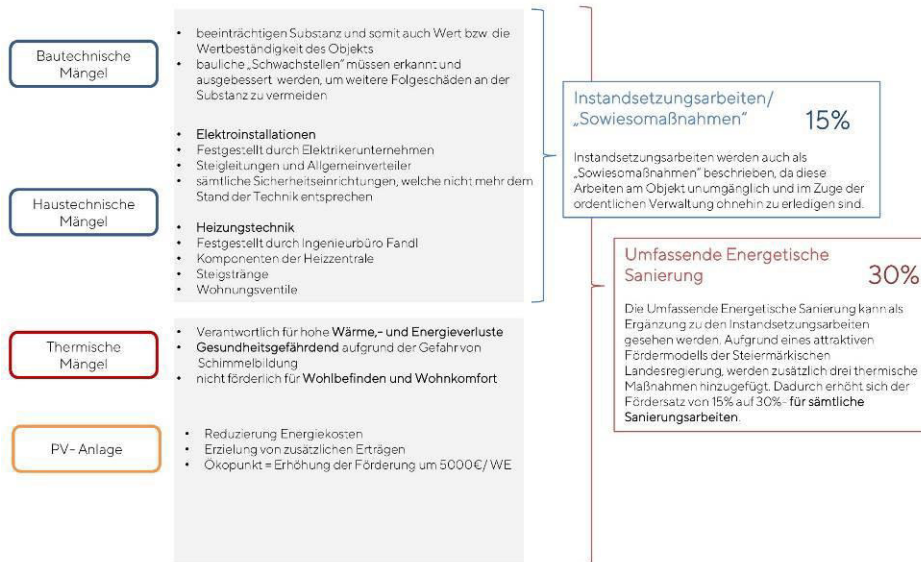 Bautechnische
Mängel
• beeinträchtigen Substanz und somit auch Wert bzw. die
Wertbeständigkeit des Objekts
• bauliche „Schwachstellen" müssen erkannt und
ausgebessert werden, um weitere Folgeschäden an der
Substanz zu vermeiden
Haustechnische
Mängel
• Elektroinstallationen
• Festgestellt durch Elektrikerunternehmen
• Steigleitungen und Allgemeinverteiler
• sämtliche Sicherheitseinrichtungen, welche nicht mehr dem
Stand der Technik entsprechen
• Heizungstechnik
• Festgestellt durch Ingenieurbüro Fandl
• Komponenten der Heizzentrale
• Steigstränge
• Wohnungsventile
Thermische
Mängel
• Verantwortlich für hohe Wärme,- und Energieverluste
• Gesundheitsgefährdend aufgrund der Gefahr von
Schimmelbildung
• nicht förderlich für Wohlbefinden und Wohnkomfort
PV- Anlage
• Reduzierung Energiekosten
• Erzielung von zusätzlichen Erträgen
• Ökopunkt = Erhöhung der Förderung um 5000€/ WE
Instandsetzungsarbeiten/
„Sowiesomaßnahmen"
15%
Instandsetzungsarbeiten werden auch als
„Sowiesomaßnahmen" beschrieben, da diese
Arbeiten am Objekt unumgänglich und im Zuge der
ordentlichen Verwaltung ohnehin zu erledigen sind.
Umfassende Energetische
Sanierung
30%
Die Umfassende Energetische Sanierung kann als
Ergänzung zu den Instandsetzungsarbeiten
gesehen werden. Aufgrund eines attraktiven
Fördermodells der Steiermärkischen
Landesregierung, werden zusätzlich drei thermische
Maßnahmen hinzugefügt. Dadurch erhöht sich der
Fördersatz von 15% auf 30%- für sämtliche
Sanierungsarbeiten.